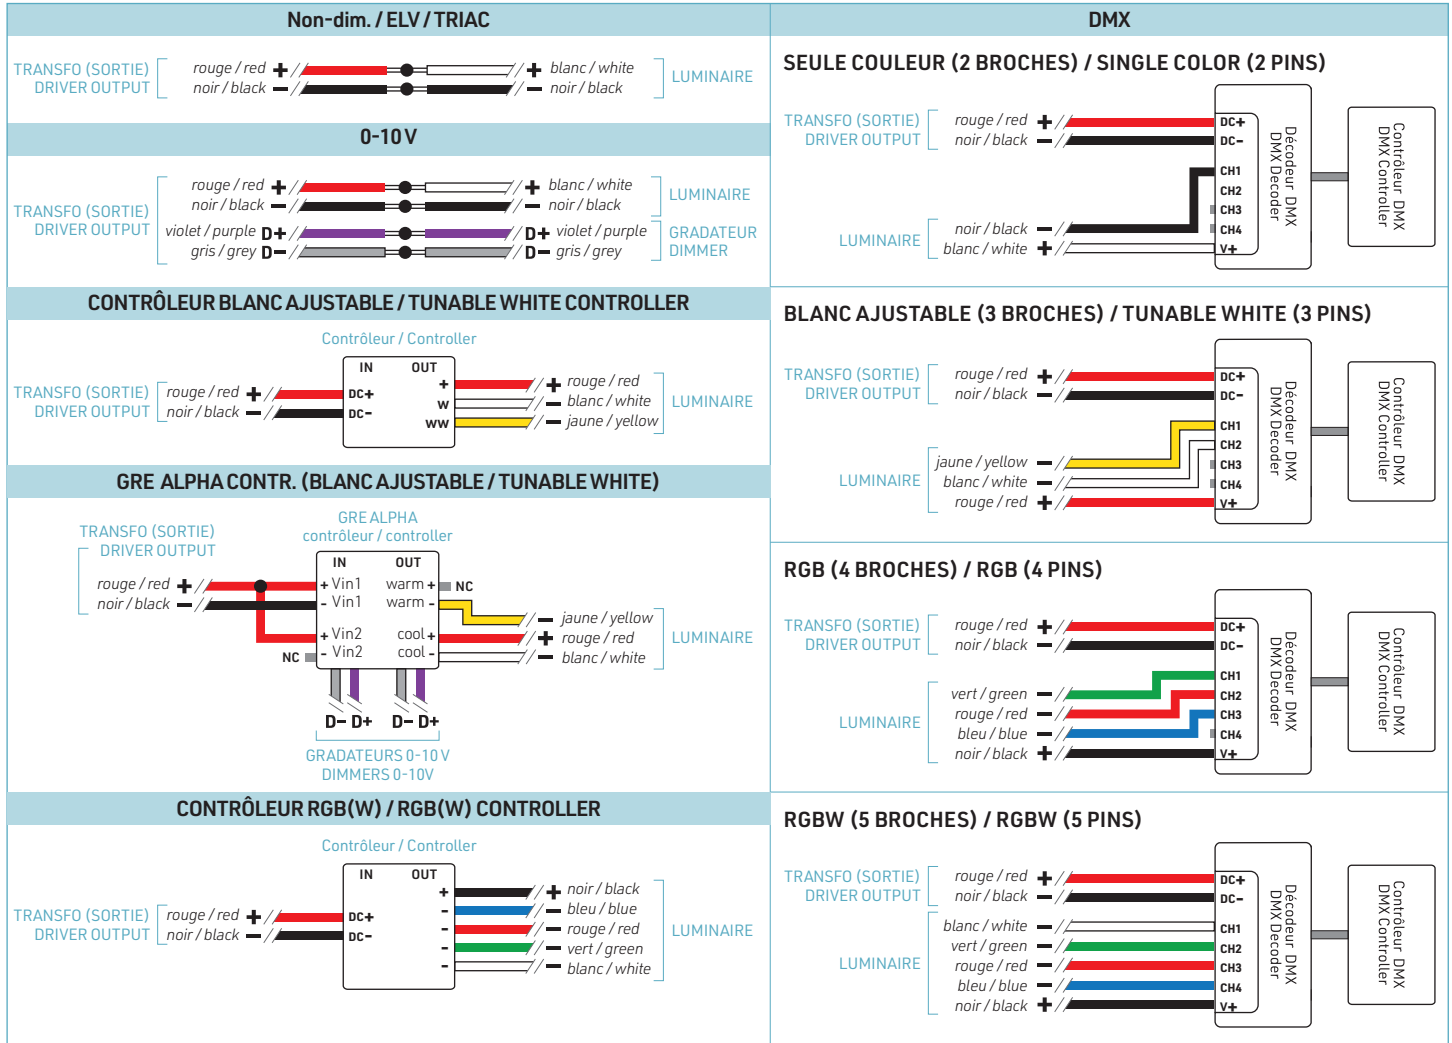 Non-dim. / ELV / TRIAC
TRANSFO (SORTIE)
DRIVER OUTPUT
rouge / red +
noir / black −
+ blanc / white
− noir / black
LUMINAIRE
0-10 V
TRANSFO (SORTIE)
DRIVER OUTPUT
rouge / red +
noir / black −
violet / purple D+
gris / grey D−
+ blanc / white
− noir / black
D+ violet / purple
D− gris / grey
LUMINAIRE
GRADATEUR
DIMMER
CONTRÔLEUR BLANC AJUSTABLE / TUNABLE WHITE CONTROLLER
Contrôleur / Controller
TRANSFO (SORTIE)
DRIVER OUTPUT
rouge / red +
noir / black −
IN OUT
DC+
DC−
+
W
WW
+ rouge / red
− blanc / white
− jaune / yellow
LUMINAIRE
GRE ALPHA CONTR. (BLANC AJUSTABLE / TUNABLE WHITE)
TRANSFO (SORTIE)
DRIVER OUTPUT
GRE ALPHA
contrôleur / controller
rouge / red +
noir / black −
IN OUT
+ Vin1 warm + NC
- Vin1 warm -
+ Vin2 cool +
NC - Vin2 cool -
− jaune / yellow
+ rouge / red
− blanc / white
LUMINAIRE
D− D+ D− D+
GRADATEURS 0-10 V
DIMMERS 0-10V
CONTRÔLEUR RGB(W) / RGB(W) CONTROLLER
Contrôleur / Controller
TRANSFO (SORTIE)
DRIVER OUTPUT
rouge / red +
noir / black −
IN OUT
DC+
DC−
+
-
-
-
-
+ noir / black
− bleu / blue
− rouge / red
− vert / green
− blanc / white
LUMINAIRE
DMX
SEULE COULEUR (2 BROCHES) / SINGLE COLOR (2 PINS)
TRANSFO (SORTIE)
DRIVER OUTPUT
rouge / red +
noir / black −
LUMINAIRE
noir / black −
blanc / white +
DC+
DC−
CH1
CH2
CH3
CH4
V+
Décodeur DMX
DMX Decoder
Contrôleur DMX
DMX Controller
BLANC AJUSTABLE (3 BROCHES) / TUNABLE WHITE (3 PINS)
TRANSFO (SORTIE)
DRIVER OUTPUT
rouge / red +
noir / black −
LUMINAIRE
jaune / yellow −
blanc / white −
rouge / red +
DC+
DC−
CH1
CH2
CH3
CH4
V+
Décodeur DMX
DMX Decoder
Contrôleur DMX
DMX Controller
RGB (4 BROCHES) / RGB (4 PINS)
TRANSFO (SORTIE)
DRIVER OUTPUT
rouge / red +
noir / black −
LUMINAIRE
vert / green −
rouge / red −
bleu / blue −
noir / black +
DC+
DC−
CH1
CH2
CH3
CH4
V+
Décodeur DMX
DMX Decoder
Contrôleur DMX
DMX Controller
RGBW (5 BROCHES) / RGBW (5 PINS)
TRANSFO (SORTIE)
DRIVER OUTPUT
rouge / red +
noir / black −
LUMINAIRE
blanc / white −
vert / green −
rouge / red −
bleu / blue −
noir / black +
DC+
DC−
CH1
CH2
CH3
CH4
V+
Décodeur DMX
DMX Decoder
Contrôleur DMX
DMX Controller